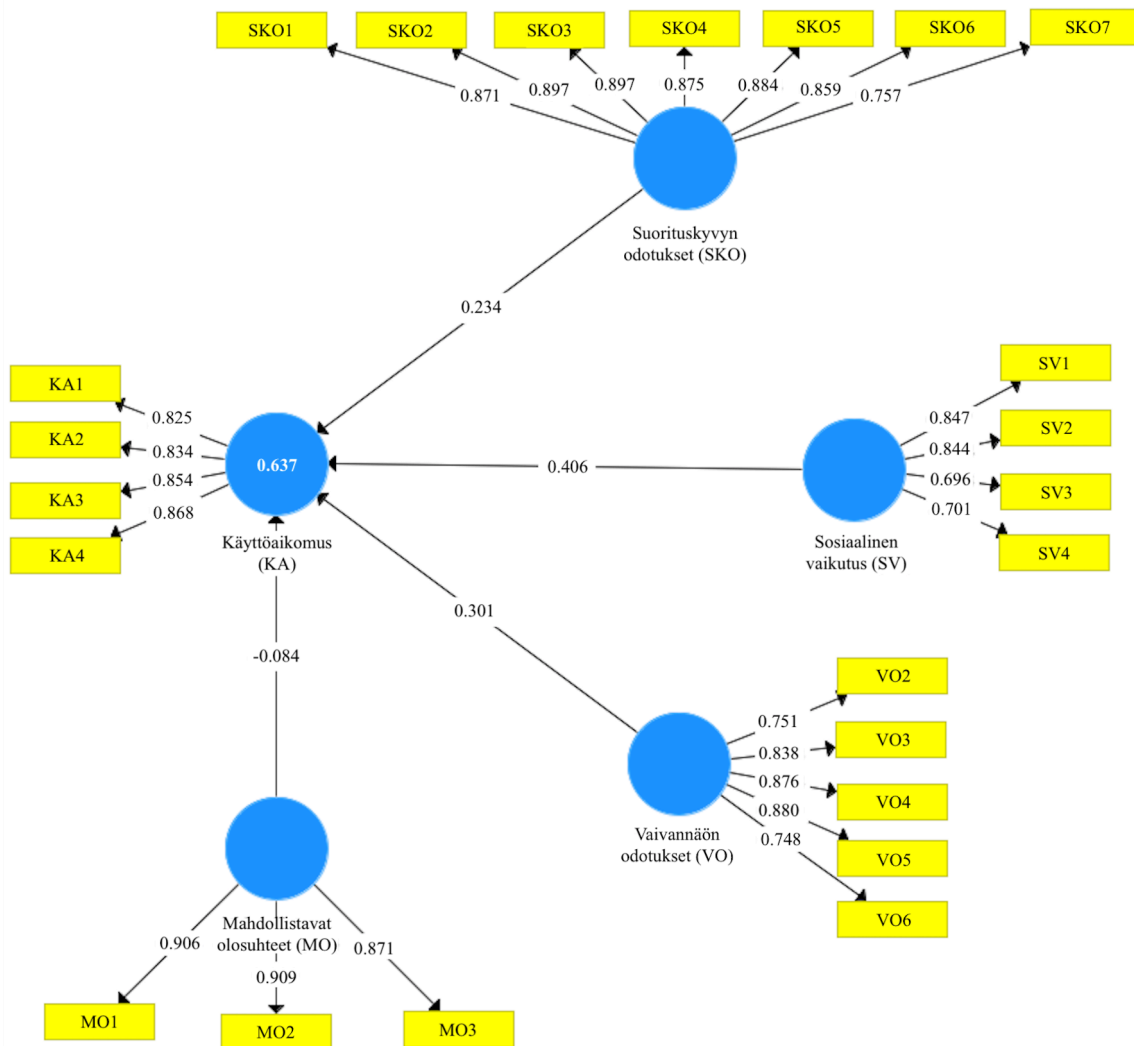 SKO1 SKO2 SKO3 SKO4 SKO5 SKO6 SKO7
0.871 0.897 0.897 0.875 0.884 0.859 0.757
Suorituskyvyn
odotukset (SKO)
0.234
KA1
KA2
KA3
KA4
0.825
0.834
0.854
0.868
0.637
Käyttöaikomus
(KA)
0.406
SV1
SV2
SV3
SV4
0.847
0.844
0.696
0.701
Sosiaalinen
vaikutus (SV)
0.301
-0.084
VO2
VO3
VO4
VO5
VO6
0.751
0.838
0.876
0.880
0.748
Vaivannäön
odotukset (VO)
Mahdollistavat
olosuhteet (MO)
0.906
0.909
0.871
MO1 MO2 MO3